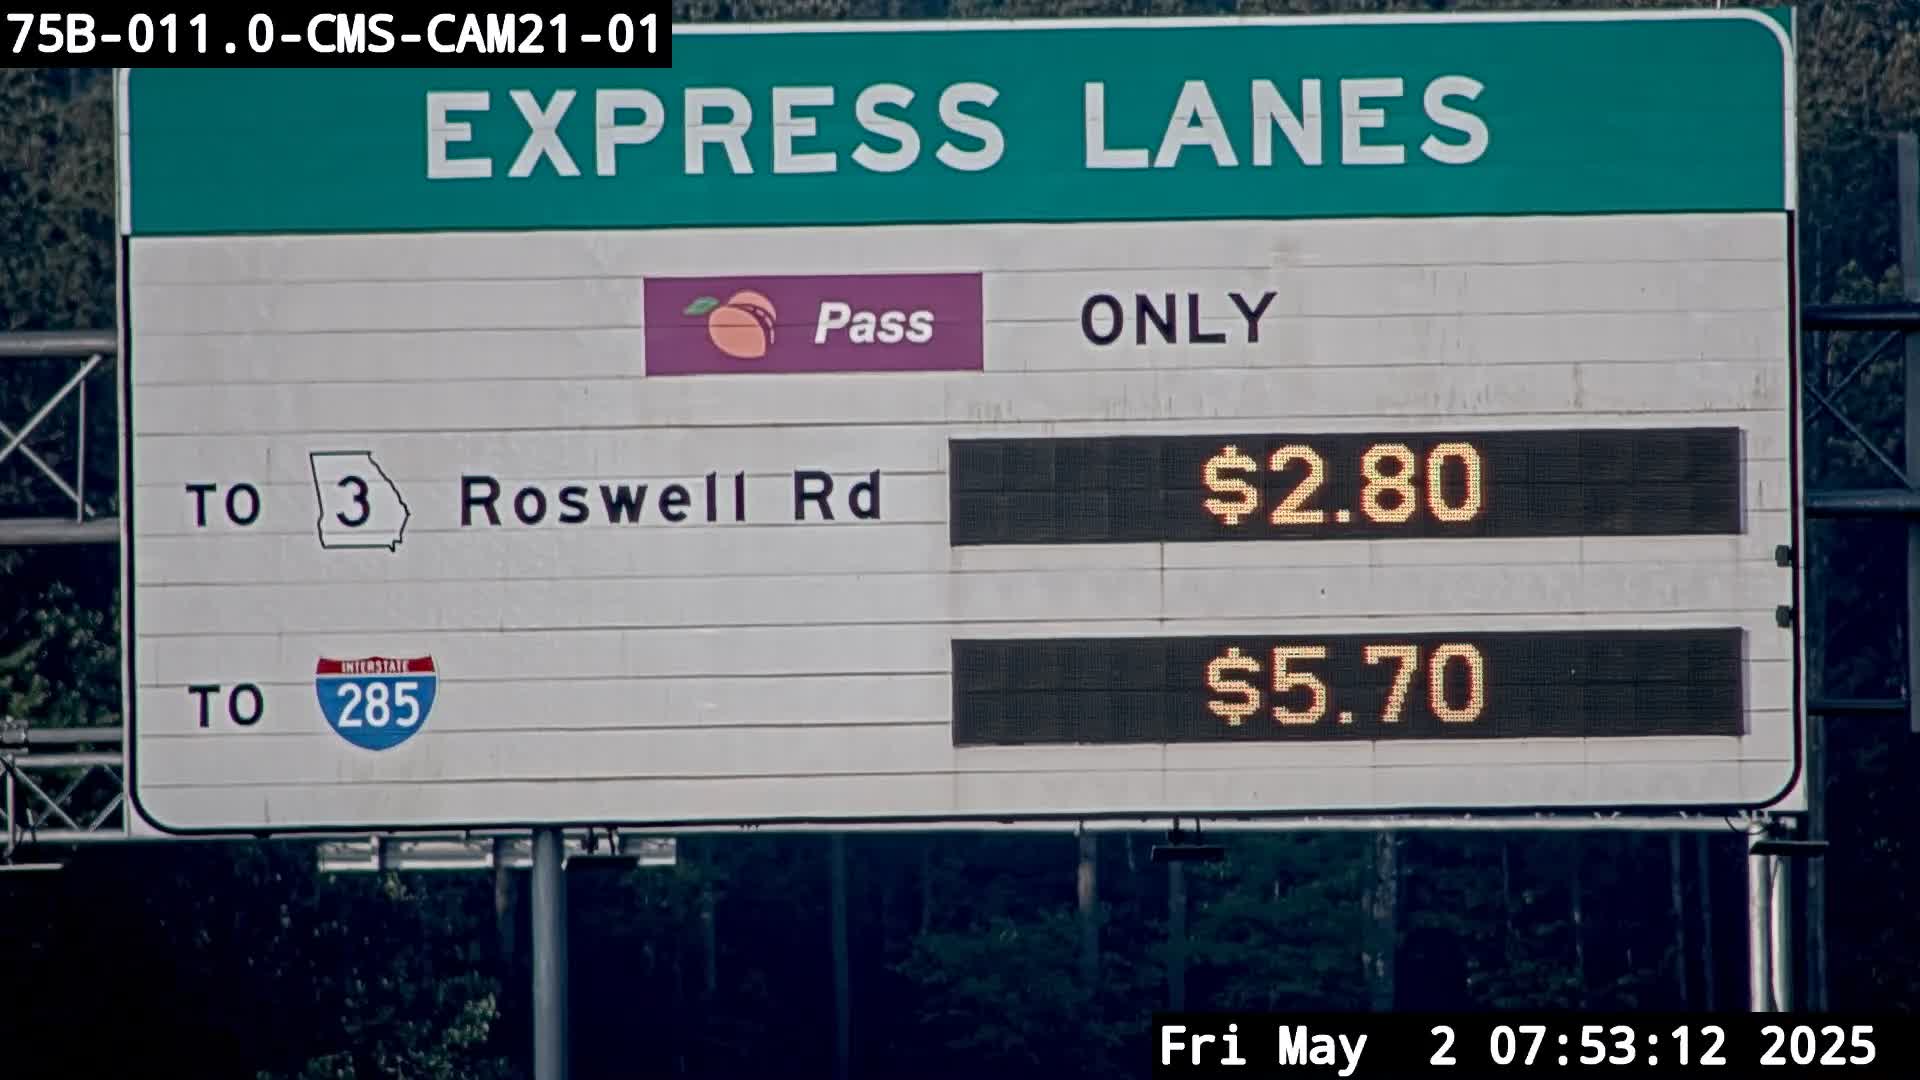 75B-011.0-CMS-CAM21-01
EXPRESS LANES
Pass ONLY
TO 3 Roswell Rd $2.80
INTERSTATE
TO 285 $5.70
Fri May 2 07:53:12 2025